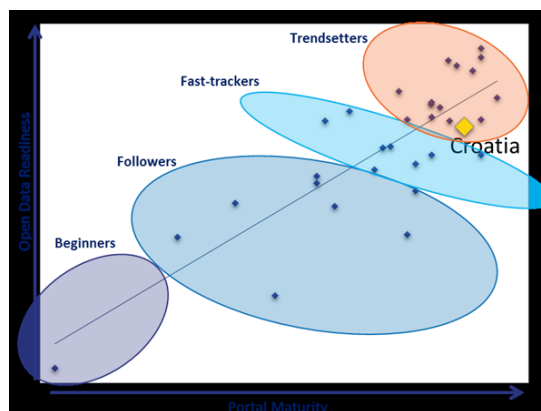 Trendsetters
Fast-trackers
Croatia
Followers
Open Data Readiness
Beginners
Portal Maturity